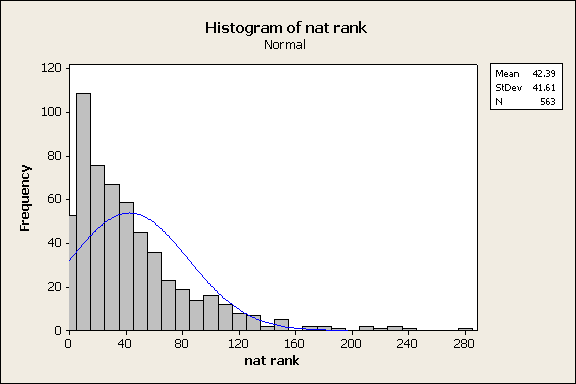 Histogram of nat rank
Normal
Mean 42.39
StDev 41.61
N 563
Frequency
120
100
80
60
40
20
0
0 40 80 120 160 200 240 280
nat rank